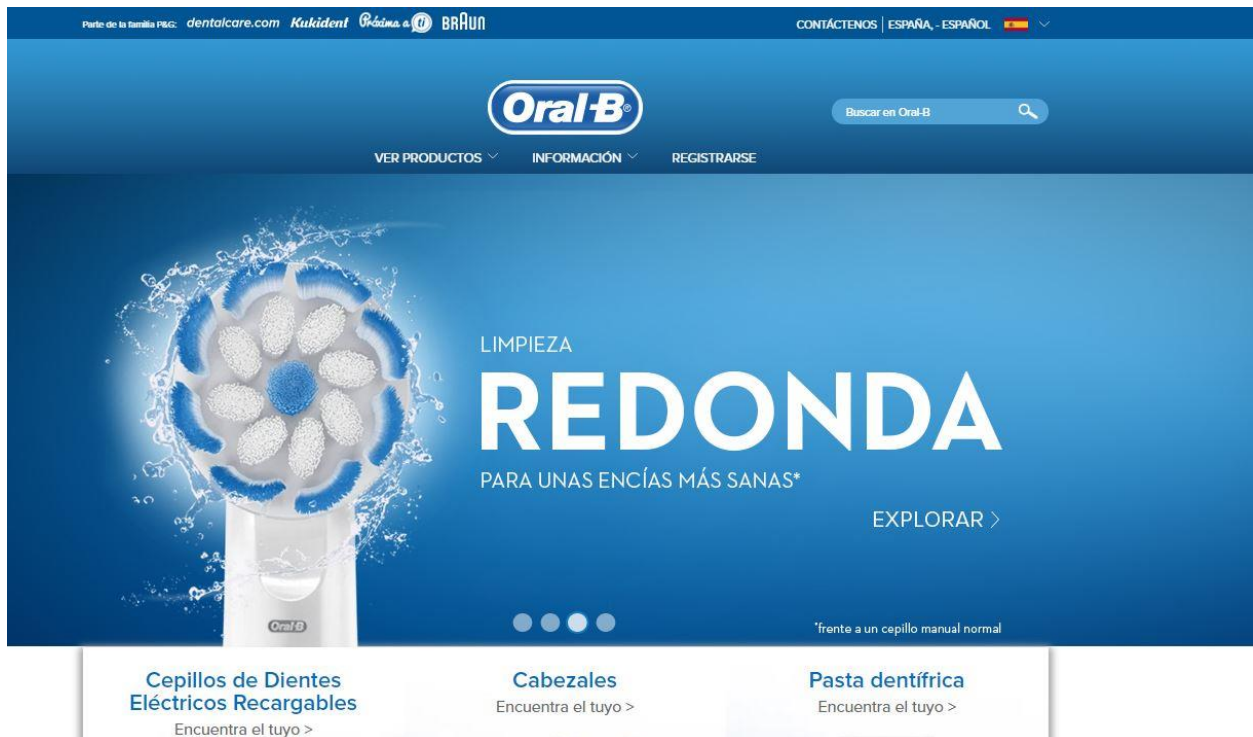 Parte de la familia P&G: dentalcare.com Kukident Próxima a ti BRAUN
CONTÁCTENOS | ESPAÑA, - ESPAÑOL
Oral-B®
Buscar en Oral-B
VER PRODUCTOS INFORMACIÓN REGISTRARSE
LIMPIEZA
REDONDA
PARA UNAS ENCÍAS MÁS SANAS*
EXPLORAR >
Oral-B
*frente a un cepillo manual normal
Cepillos de Dientes
Eléctricos Recargables
Encuentra el tuyo >
Cabezales
Encuentra el tuyo >
Pasta dentífrica
Encuentra el tuyo >